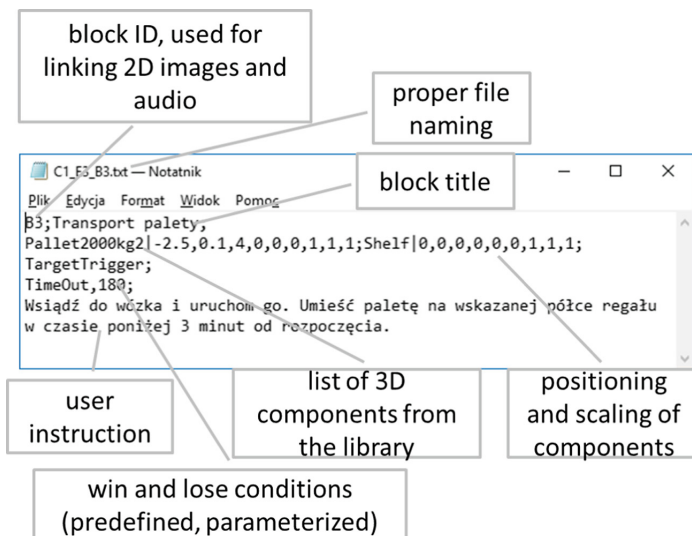 block ID, used for
linking 2D images and
audio
proper file
naming
C1_E3_B3.txt — Notatnik
block title
Plik Edycja Format Widok Pomoc
B3;Transport palety,
Pallet2000kg2|-2.5,0.1,4,0,0,0,1,1,1;Shelf|0,0,0,0,0,0,1,1,1;
TargetTrigger;
TimeOut,180;
Wsiądź do wózka i uruchom go. Umieść paletę na wskazanej półce regału
w czasie poniżej 3 minut od rozpoczęcia.
user
instruction
list of 3D
components from
the library
positioning
and scaling of
components
win and lose conditions
(predefined, parameterized)